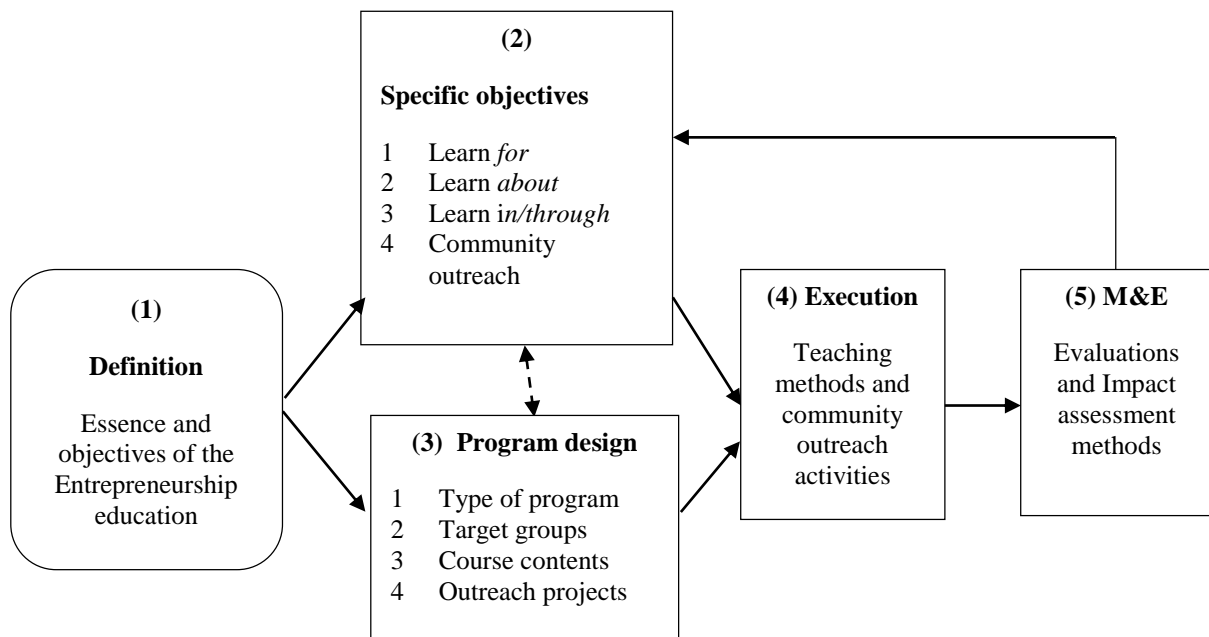 (1)
Definition
Essence and
objectives of the
Entrepreneurship
education
(2)
Specific objectives
1 Learn for
2 Learn about
3 Learn in/through
4 Community
outreach
(3) Program design
1 Type of program
2 Target groups
3 Course contents
4 Outreach projects
(4) Execution
Teaching
methods and
community
outreach
activities
(5) M&E
Evaluations
and Impact
assessment
methods